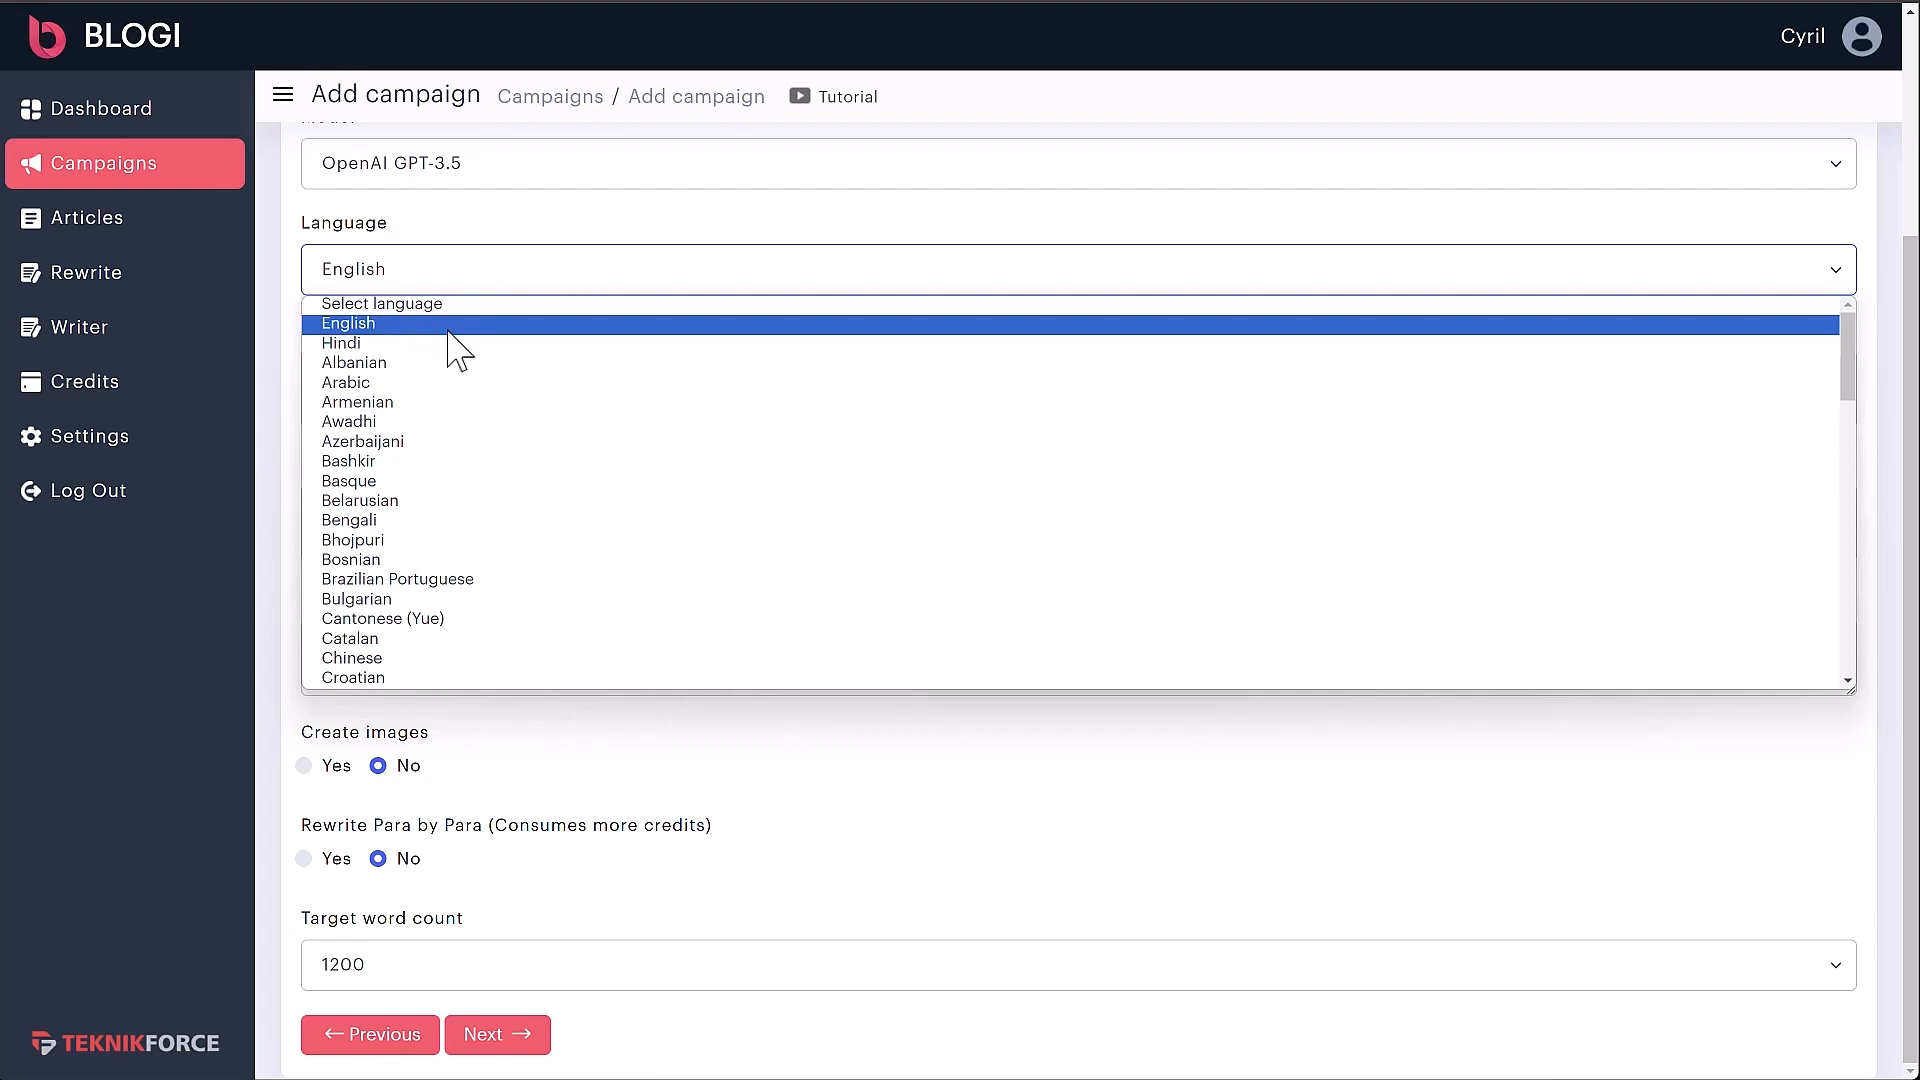 BLOGI
Cyril
Dashboard
Campaigns
Articles
Rewrite
Writer
Credits
Settings
Log Out
TEKNIKFORCE
Add campaign
Campaigns / Add campaign
Tutorial
OpenAI GPT-3.5
Language
English
Select language
English
Hindi
Albanian
Arabic
Armenian
Awadhi
Azerbaijani
Bashkir
Basque
Belarusian
Bengali
Bhojpuri
Bosnian
Brazilian Portuguese
Bulgarian
Cantonese (Yue)
Catalan
Chinese
Croatian
Create images
Yes No
Rewrite Para by Para (Consumes more credits)
Yes No
Target word count
1200
← Previous
Next →